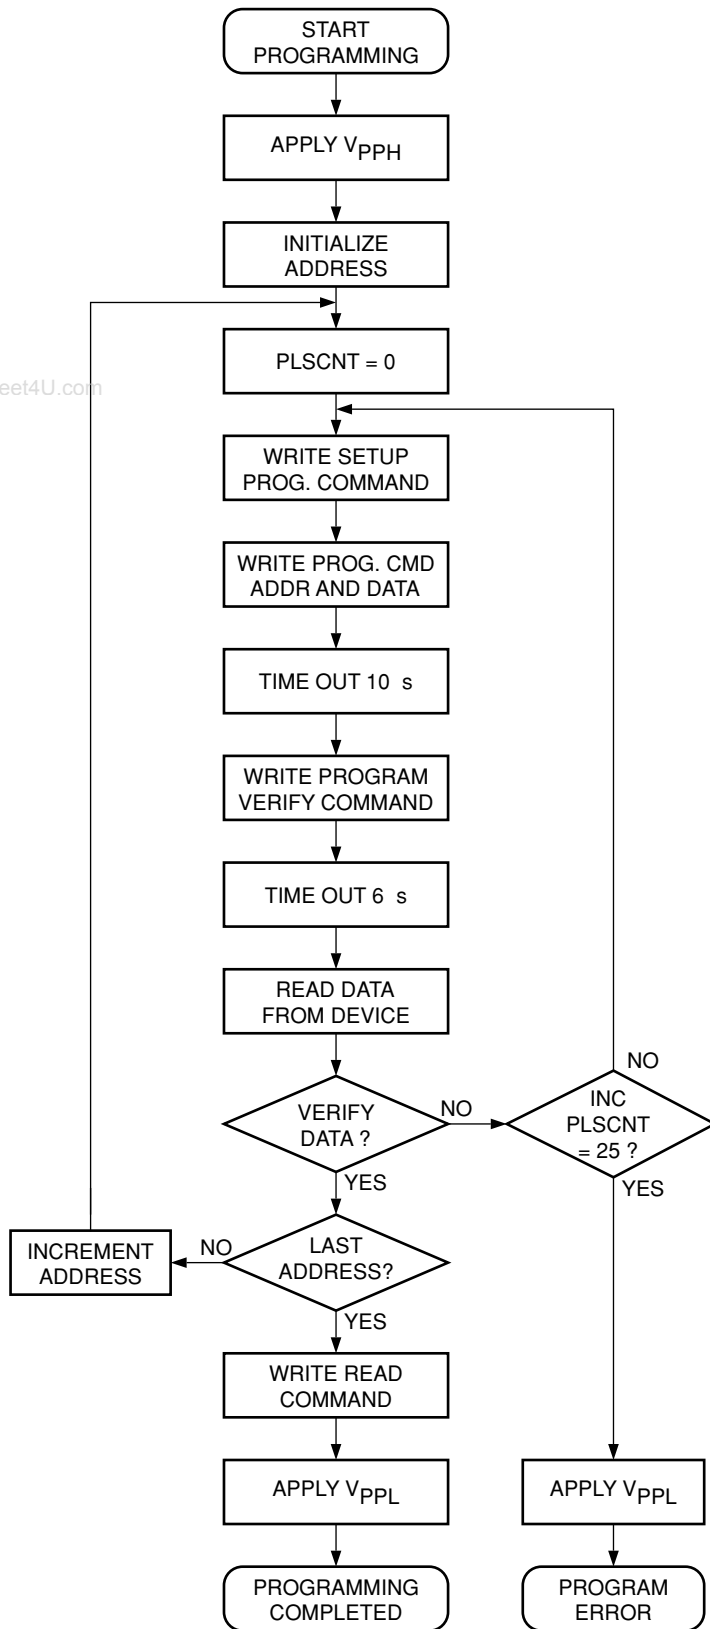 START
PROGRAMMING
APPLY VPPH
INITIALIZE
ADDRESS
eet4U.com
PLSCNT = 0
WRITE SETUP
PROG. COMMAND
WRITE PROG. CMD
ADDR AND DATA
TIME OUT 10 s
WRITE PROGRAM
VERIFY COMMAND
TIME OUT 6 s
READ DATA
FROM DEVICE
VERIFY
DATA ?
NO
INC
PLSCNT
= 25 ?
NO
YES
YES
LAST
ADDRESS?
NO
INCREMENT
ADDRESS
YES
WRITE READ
COMMAND
APPLY VPPL
APPLY VPPL
PROGRAMMING
COMPLETED
PROGRAM
ERROR